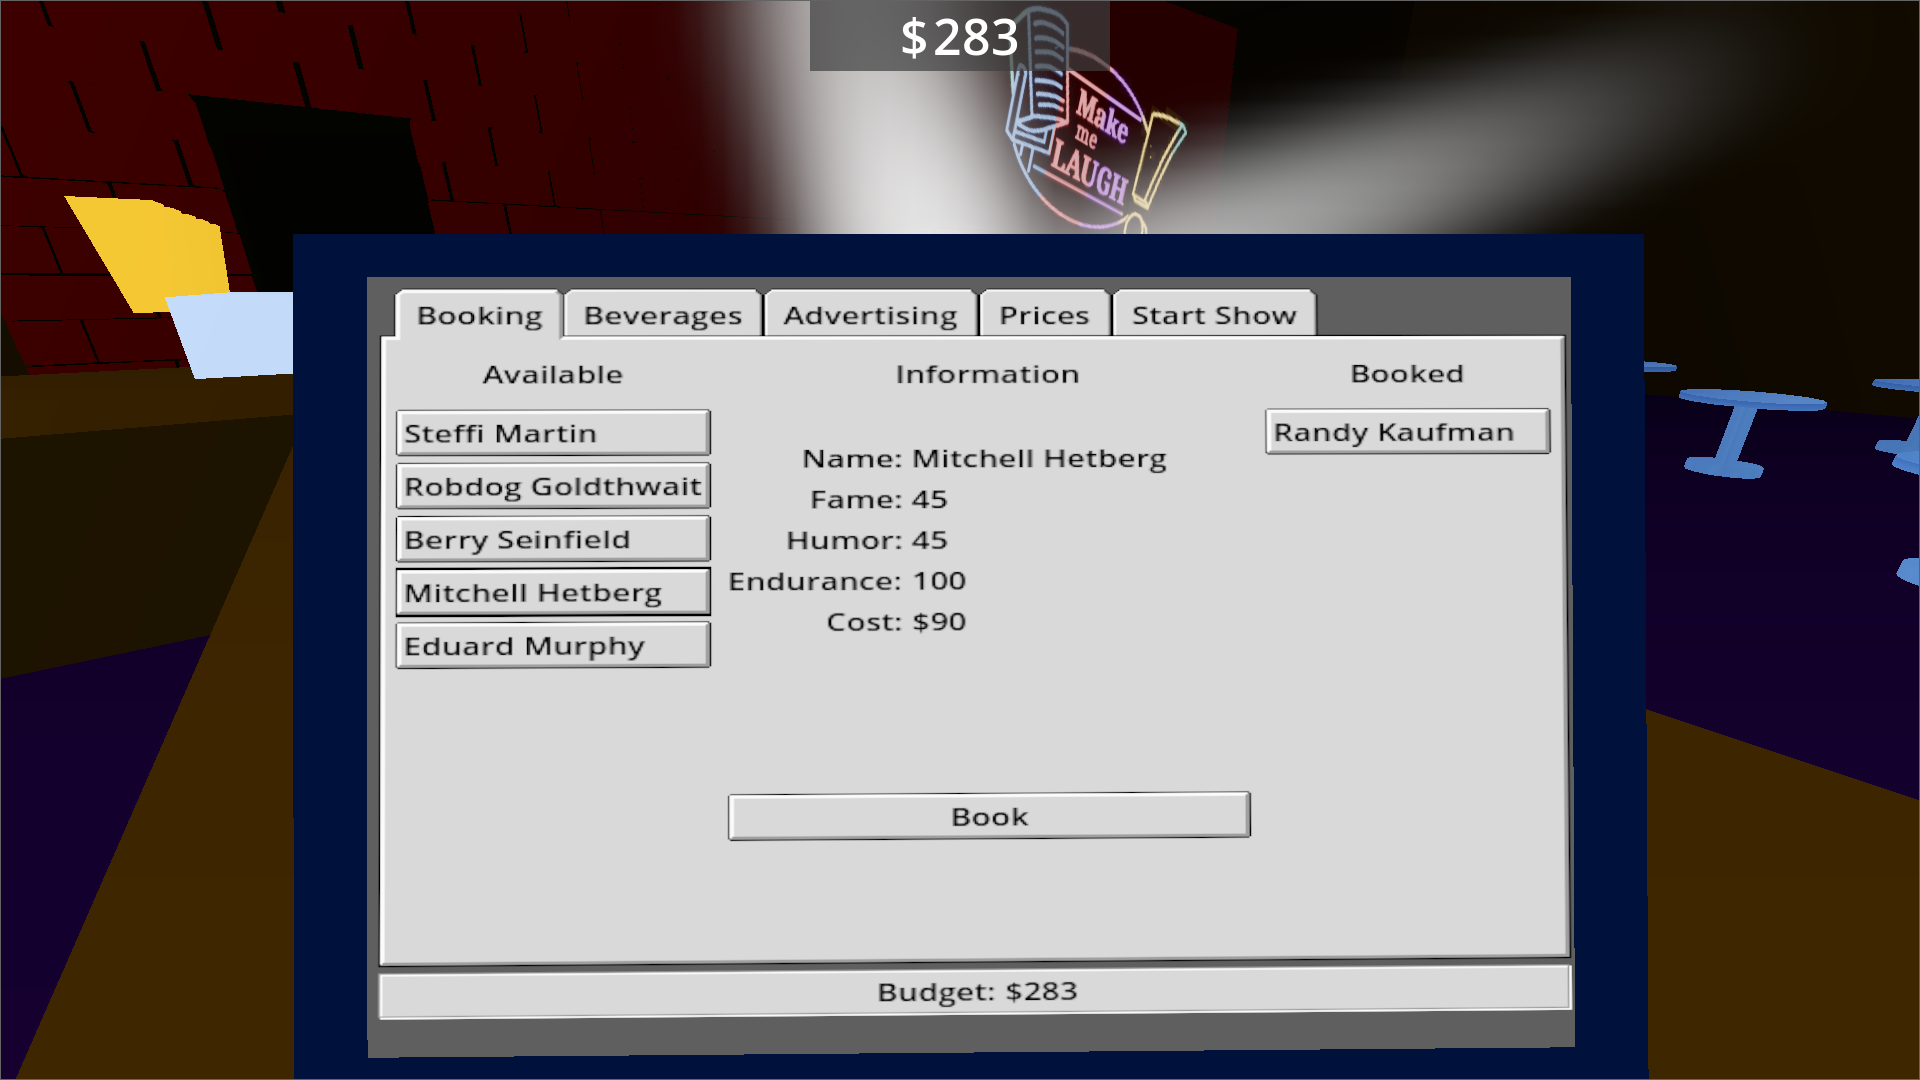 $283
Make
me
LAUGH
Booking Beverages Advertising Prices Start Show
Available
Steffi Martin
Robdog Goldthwait
Berry Seinfield
Mitchell Hetberg
Eduard Murphy
Information
Name: Mitchell Hetberg
Fame: 45
Humor: 45
Endurance: 100
Cost: $90
Book
Booked
Randy Kaufman
Budget: $283